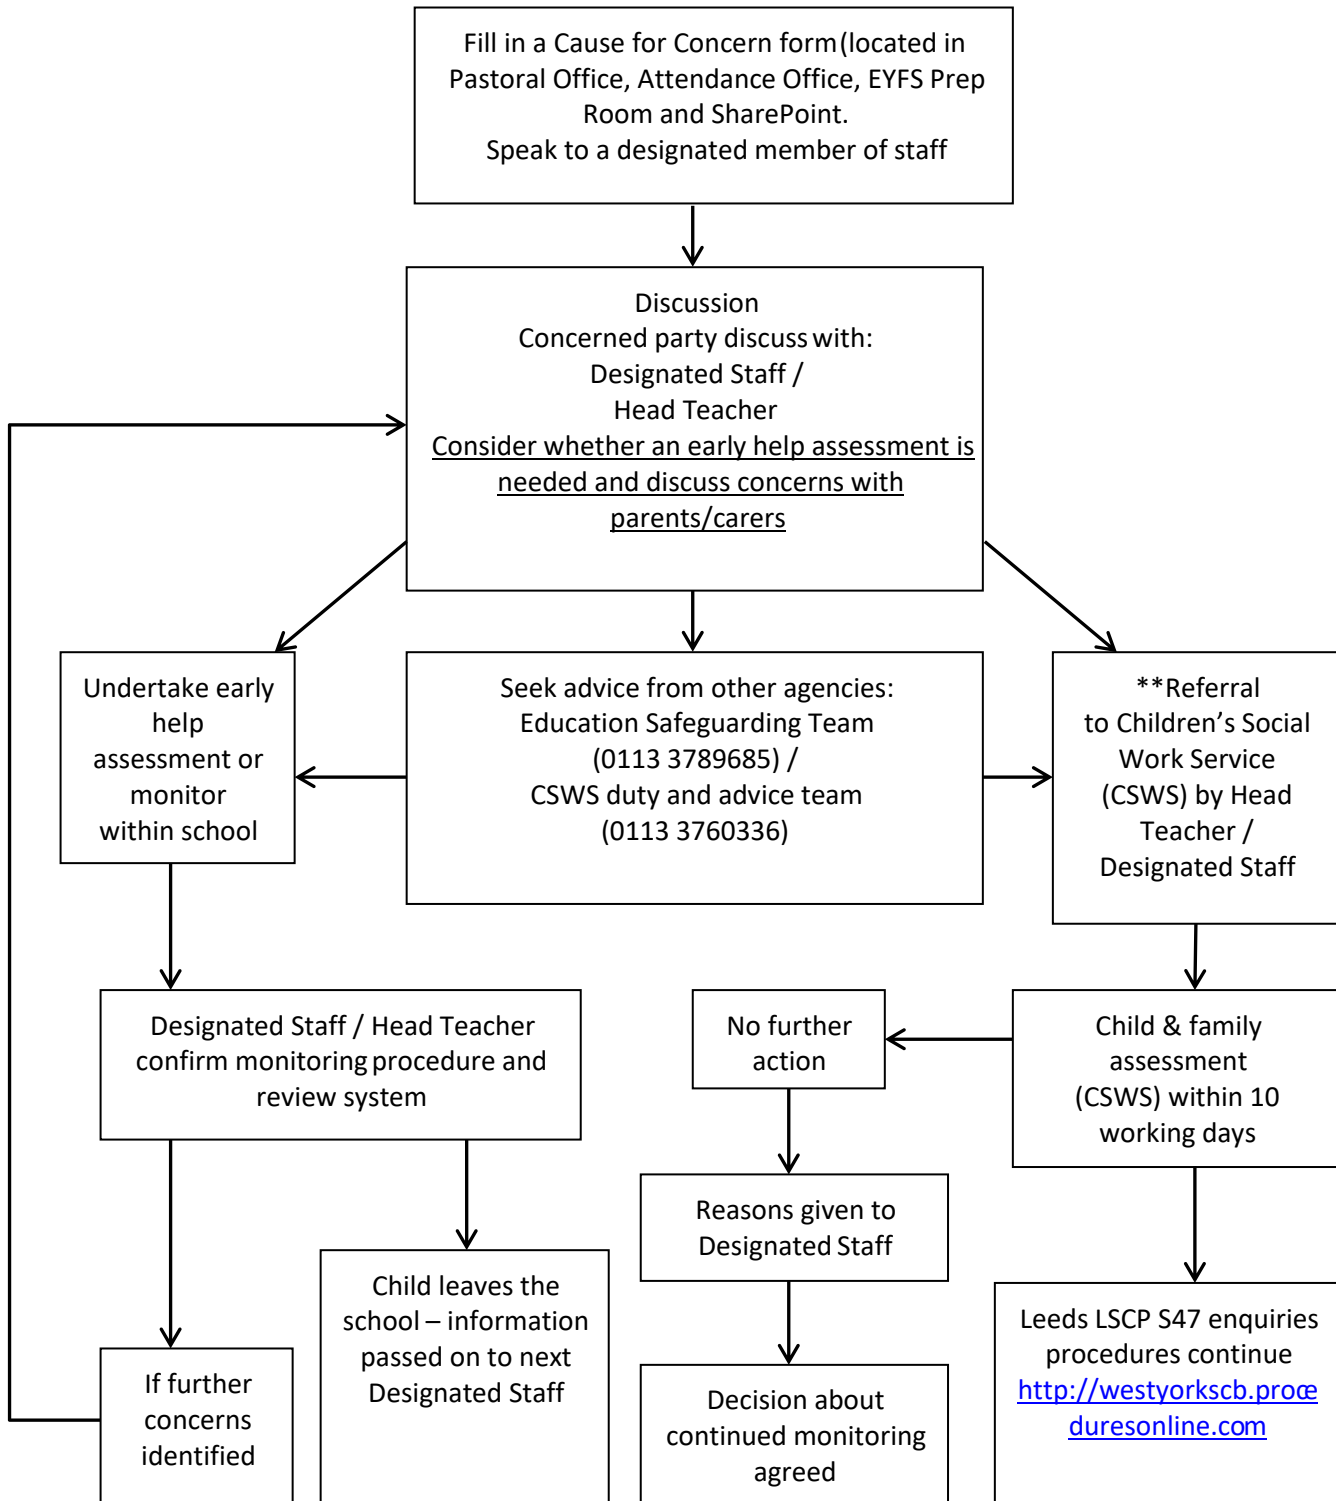 Fill in a Cause for Concern form(located in
Pastoral Office, Attendance Office, EYFS Prep
Room and SharePoint.
Speak to a designated member of staff
Discussion
Concerned party discuss with:
Designated Staff /
Head Teacher
Consider whether an early help assessment is
needed and discuss concerns with
parents/carers
Undertake early
help
assessment or
monitor
within school
Seek advice from other agencies:
Education Safeguarding Team
(0113 3789685) /
CSWS duty and advice team
(0113 3760336)
**Referral
to Children’s Social
Work Service
(CSWS) by Head
Teacher /
Designated Staff
Designated Staff / Head Teacher
confirm monitoring procedure and
review system
No further
action
Child & family
assessment
(CSWS) within 10
working days
Reasons given to
Designated Staff
Child leaves the
school – information
passed on to next
Designated Staff
Leeds LSCP S47 enquiries
procedures continue
http://westyorkscb.proce
duresonline.com
If further
concerns
identified
Decision about
continued monitoring
agreed